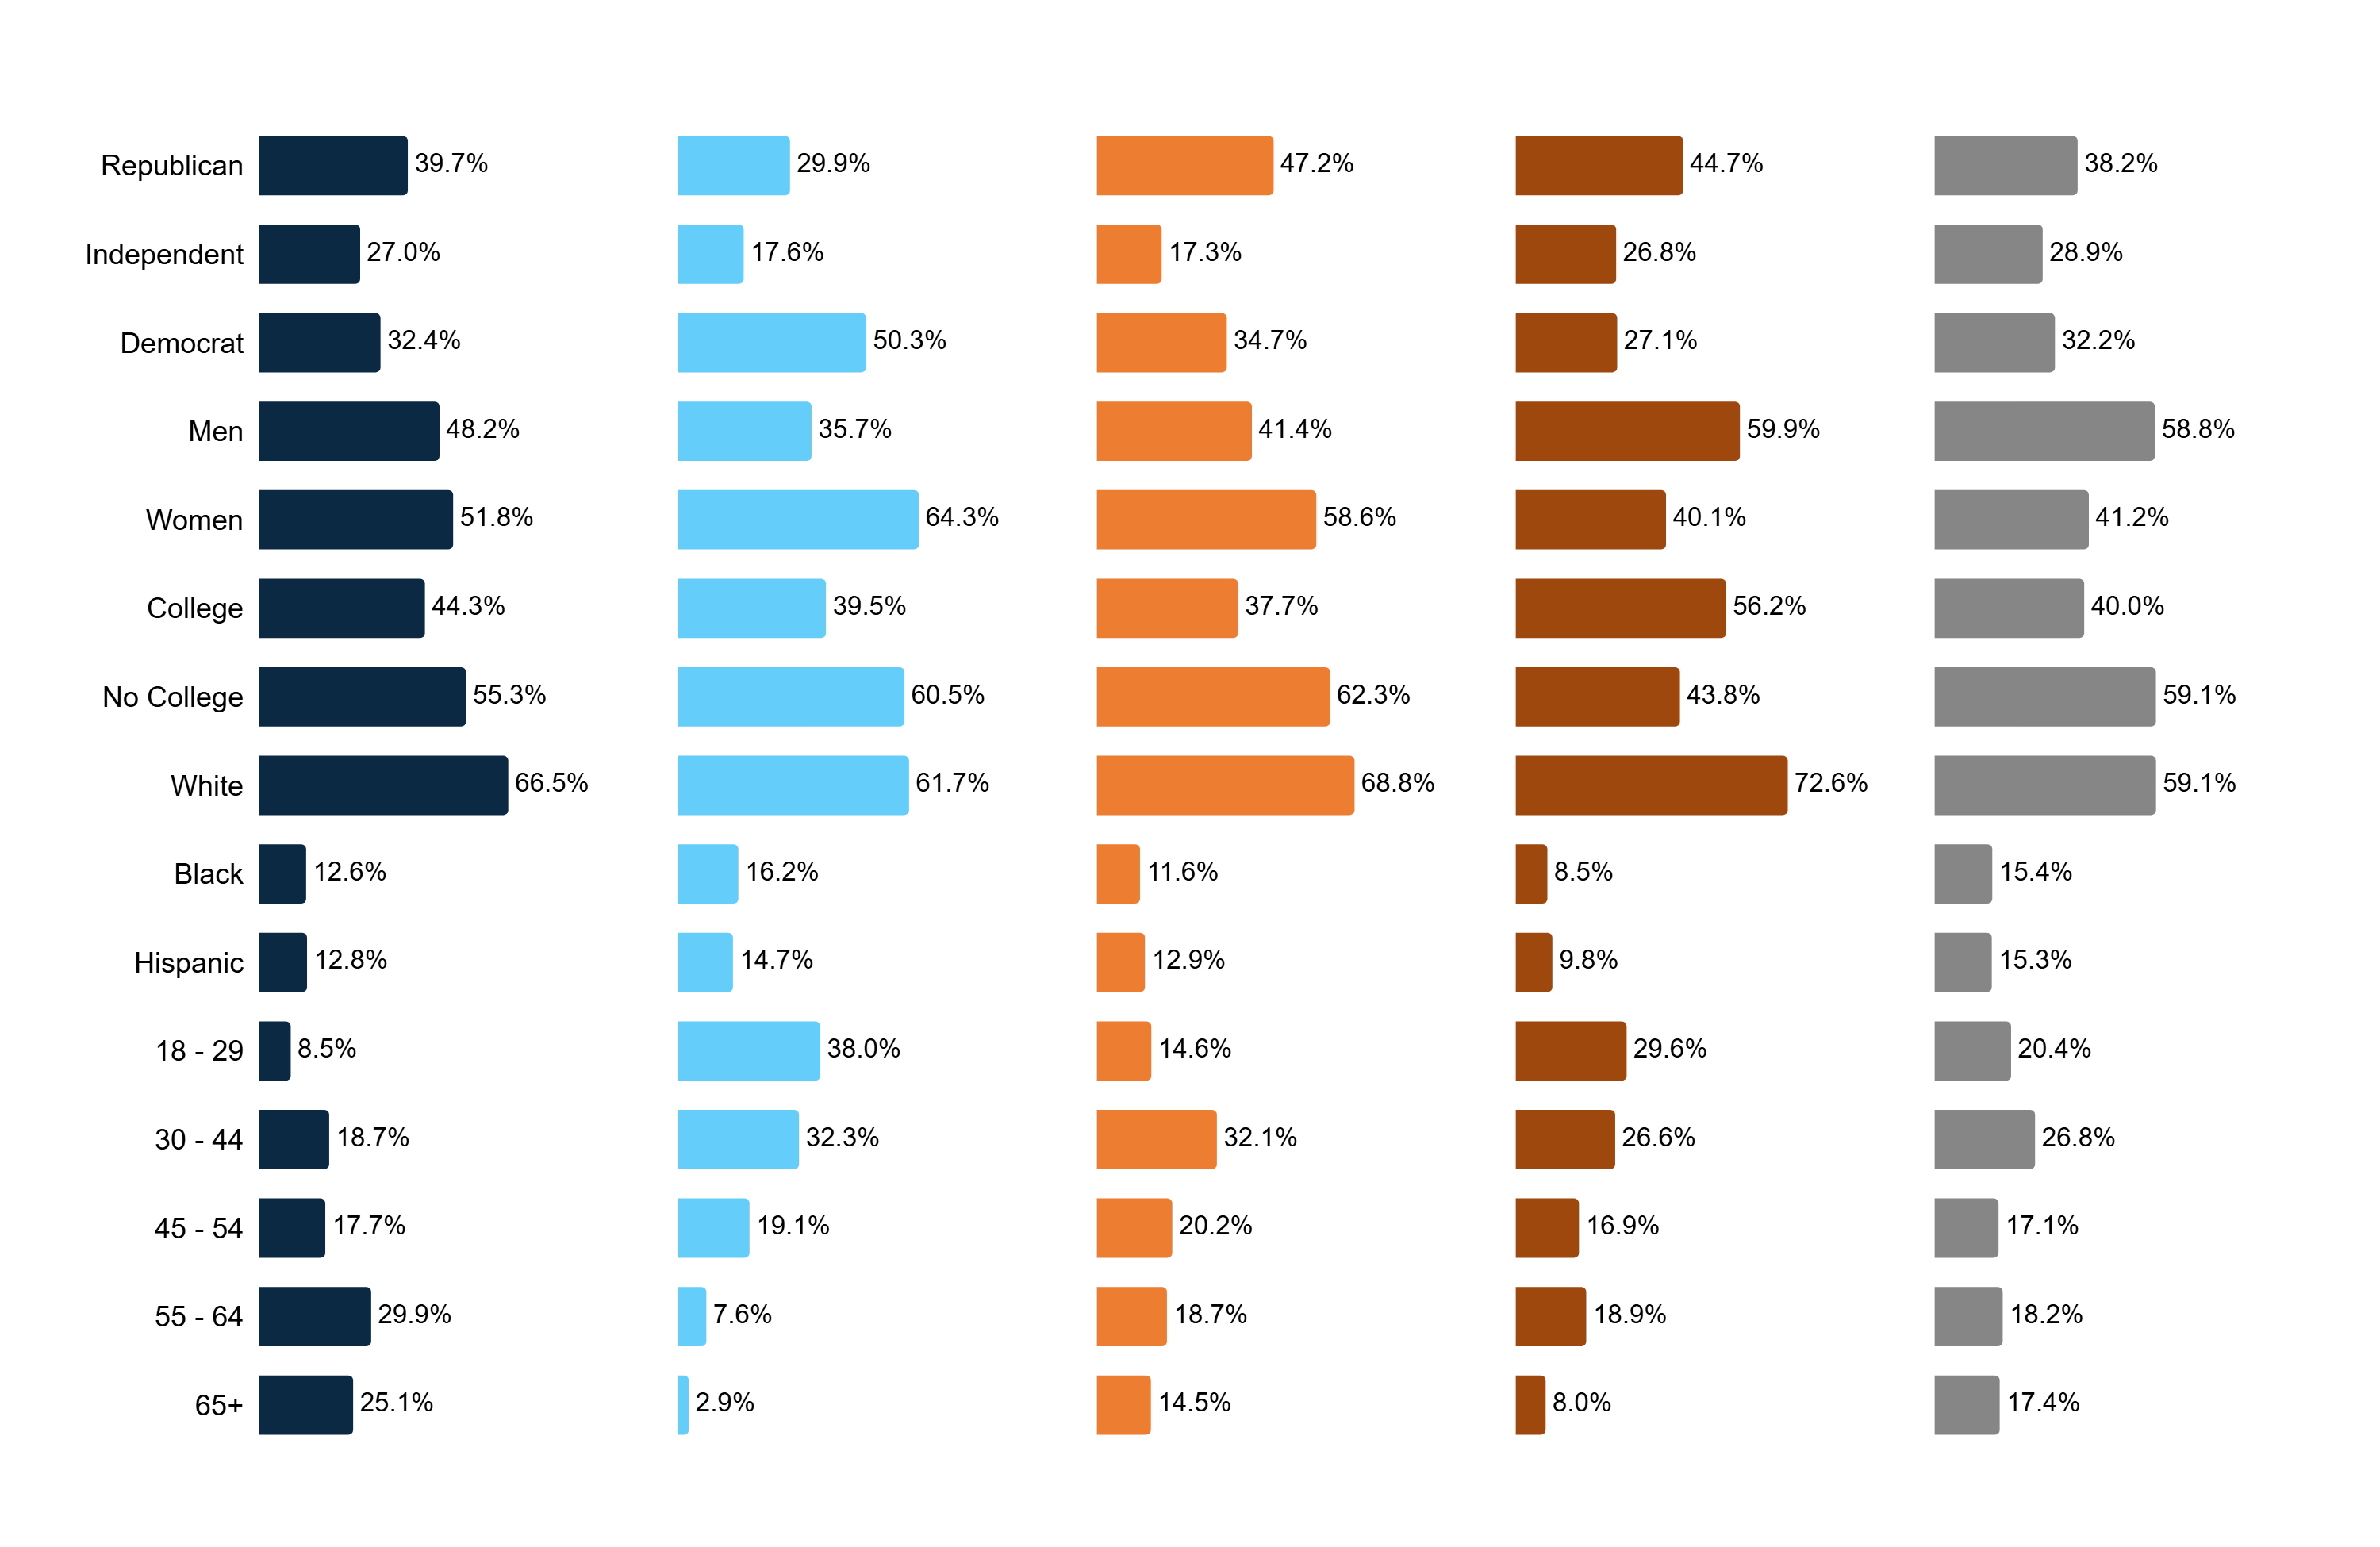 Republican 39.7% 29.9% 47.2% 44.7% 38.2%
Independent 27.0% 17.6% 17.3% 26.8% 28.9%
Democrat 32.4% 50.3% 34.7% 27.1% 32.2%
Men 48.2% 35.7% 41.4% 59.9% 58.8%
Women 51.8% 64.3% 58.6% 40.1% 41.2%
College 44.3% 39.5% 37.7% 56.2% 40.0%
No College 55.3% 60.5% 62.3% 43.8% 59.1%
White 66.5% 61.7% 68.8% 72.6% 59.1%
Black 12.6% 16.2% 11.6% 8.5% 15.4%
Hispanic 12.8% 14.7% 12.9% 9.8% 15.3%
18 - 29 8.5% 38.0% 14.6% 29.6% 20.4%
30 - 44 18.7% 32.3% 32.1% 26.6% 26.8%
45 - 54 17.7% 19.1% 20.2% 16.9% 17.1%
55 - 64 29.9% 7.6% 18.7% 18.9% 18.2%
65+ 25.1% 2.9% 14.5% 8.0% 17.4%